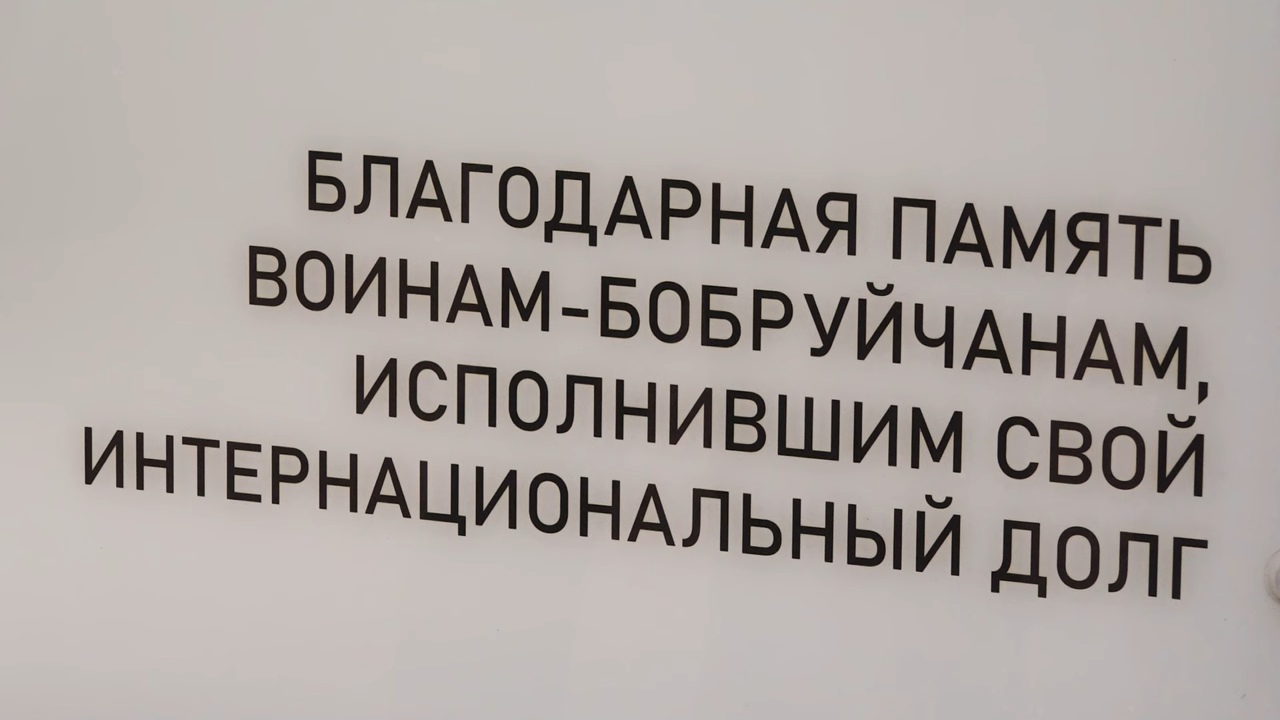 БЛАГОДАРНАЯ ПАМЯТЬ
ВОИНАМ-БОБРУЙЧАНАМ,
ИСПОЛНИВШИМ СВОЙ
ИНТЕРНАЦИОНАЛЬНЫЙ ДОЛГ